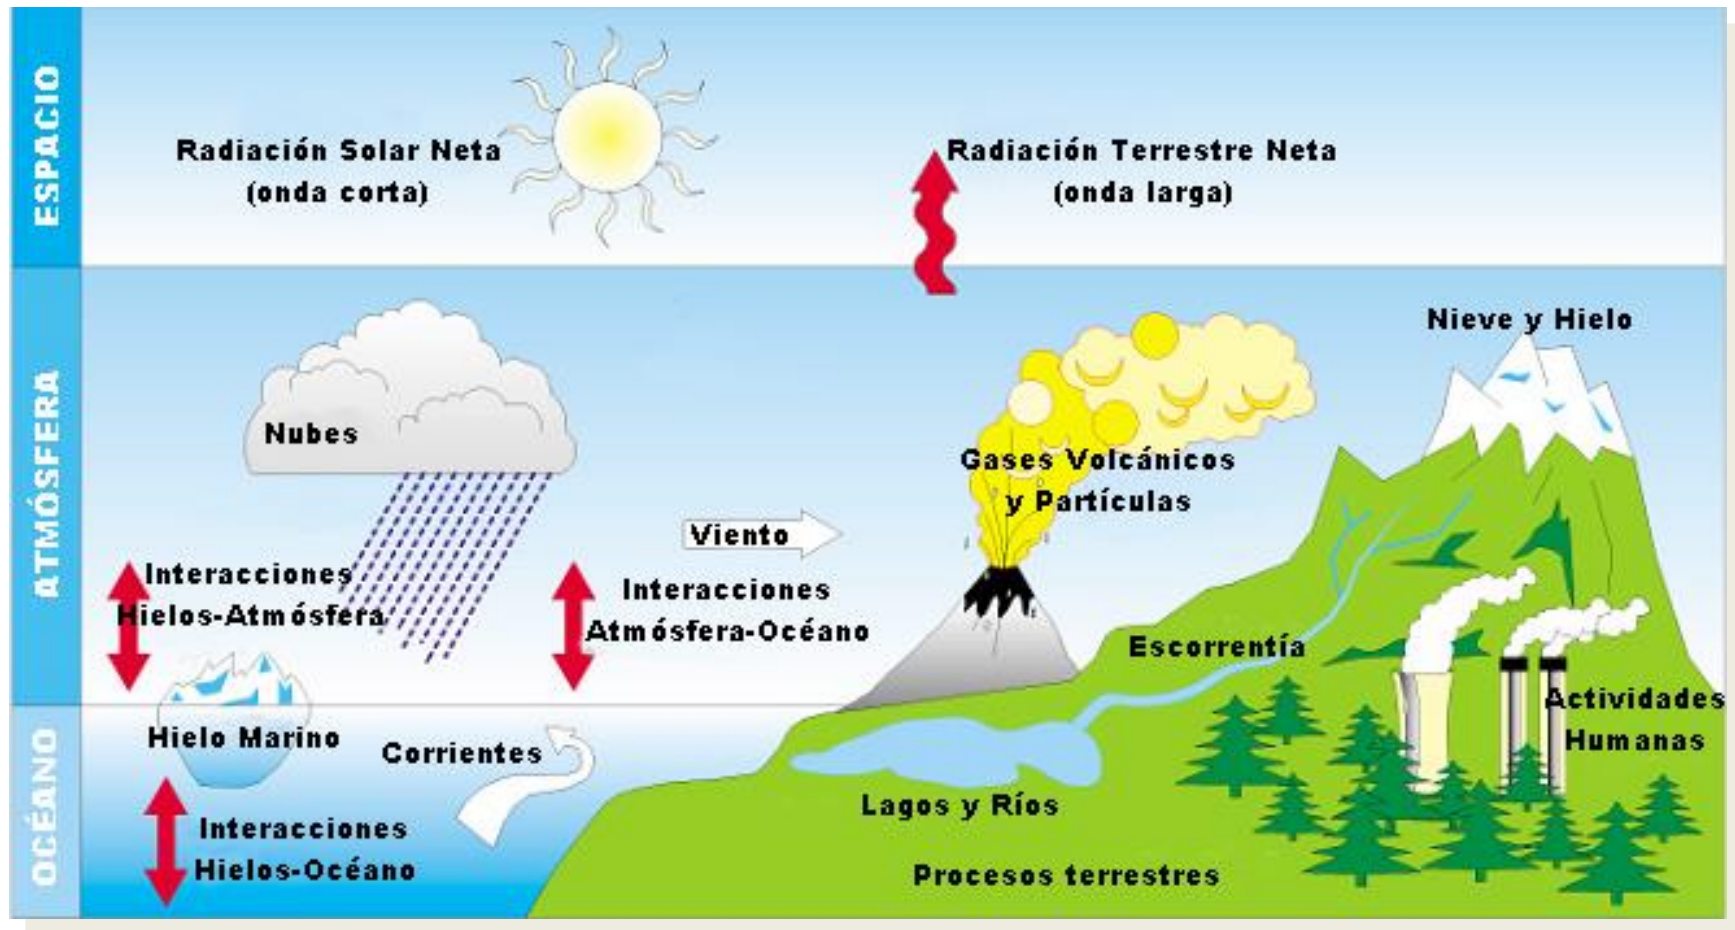 ESPACIO
Radiación Solar Neta
(onda corta)
Radiación Terrestre Neta
(onda larga)
ATMÓSFERA
Nieve y Hielo
Nubes
Gases Volcánicos
y Partículas
Viento
Interacciones
Hielos-Atmósfera
Interacciones
Atmósfera-Océano
Escorrentía
Actividades
Humanas
OCÉANO
Hielo Marino
Corrientes
Lagos y Ríos
Interacciones
Hielos-Océano
Procesos terrestres